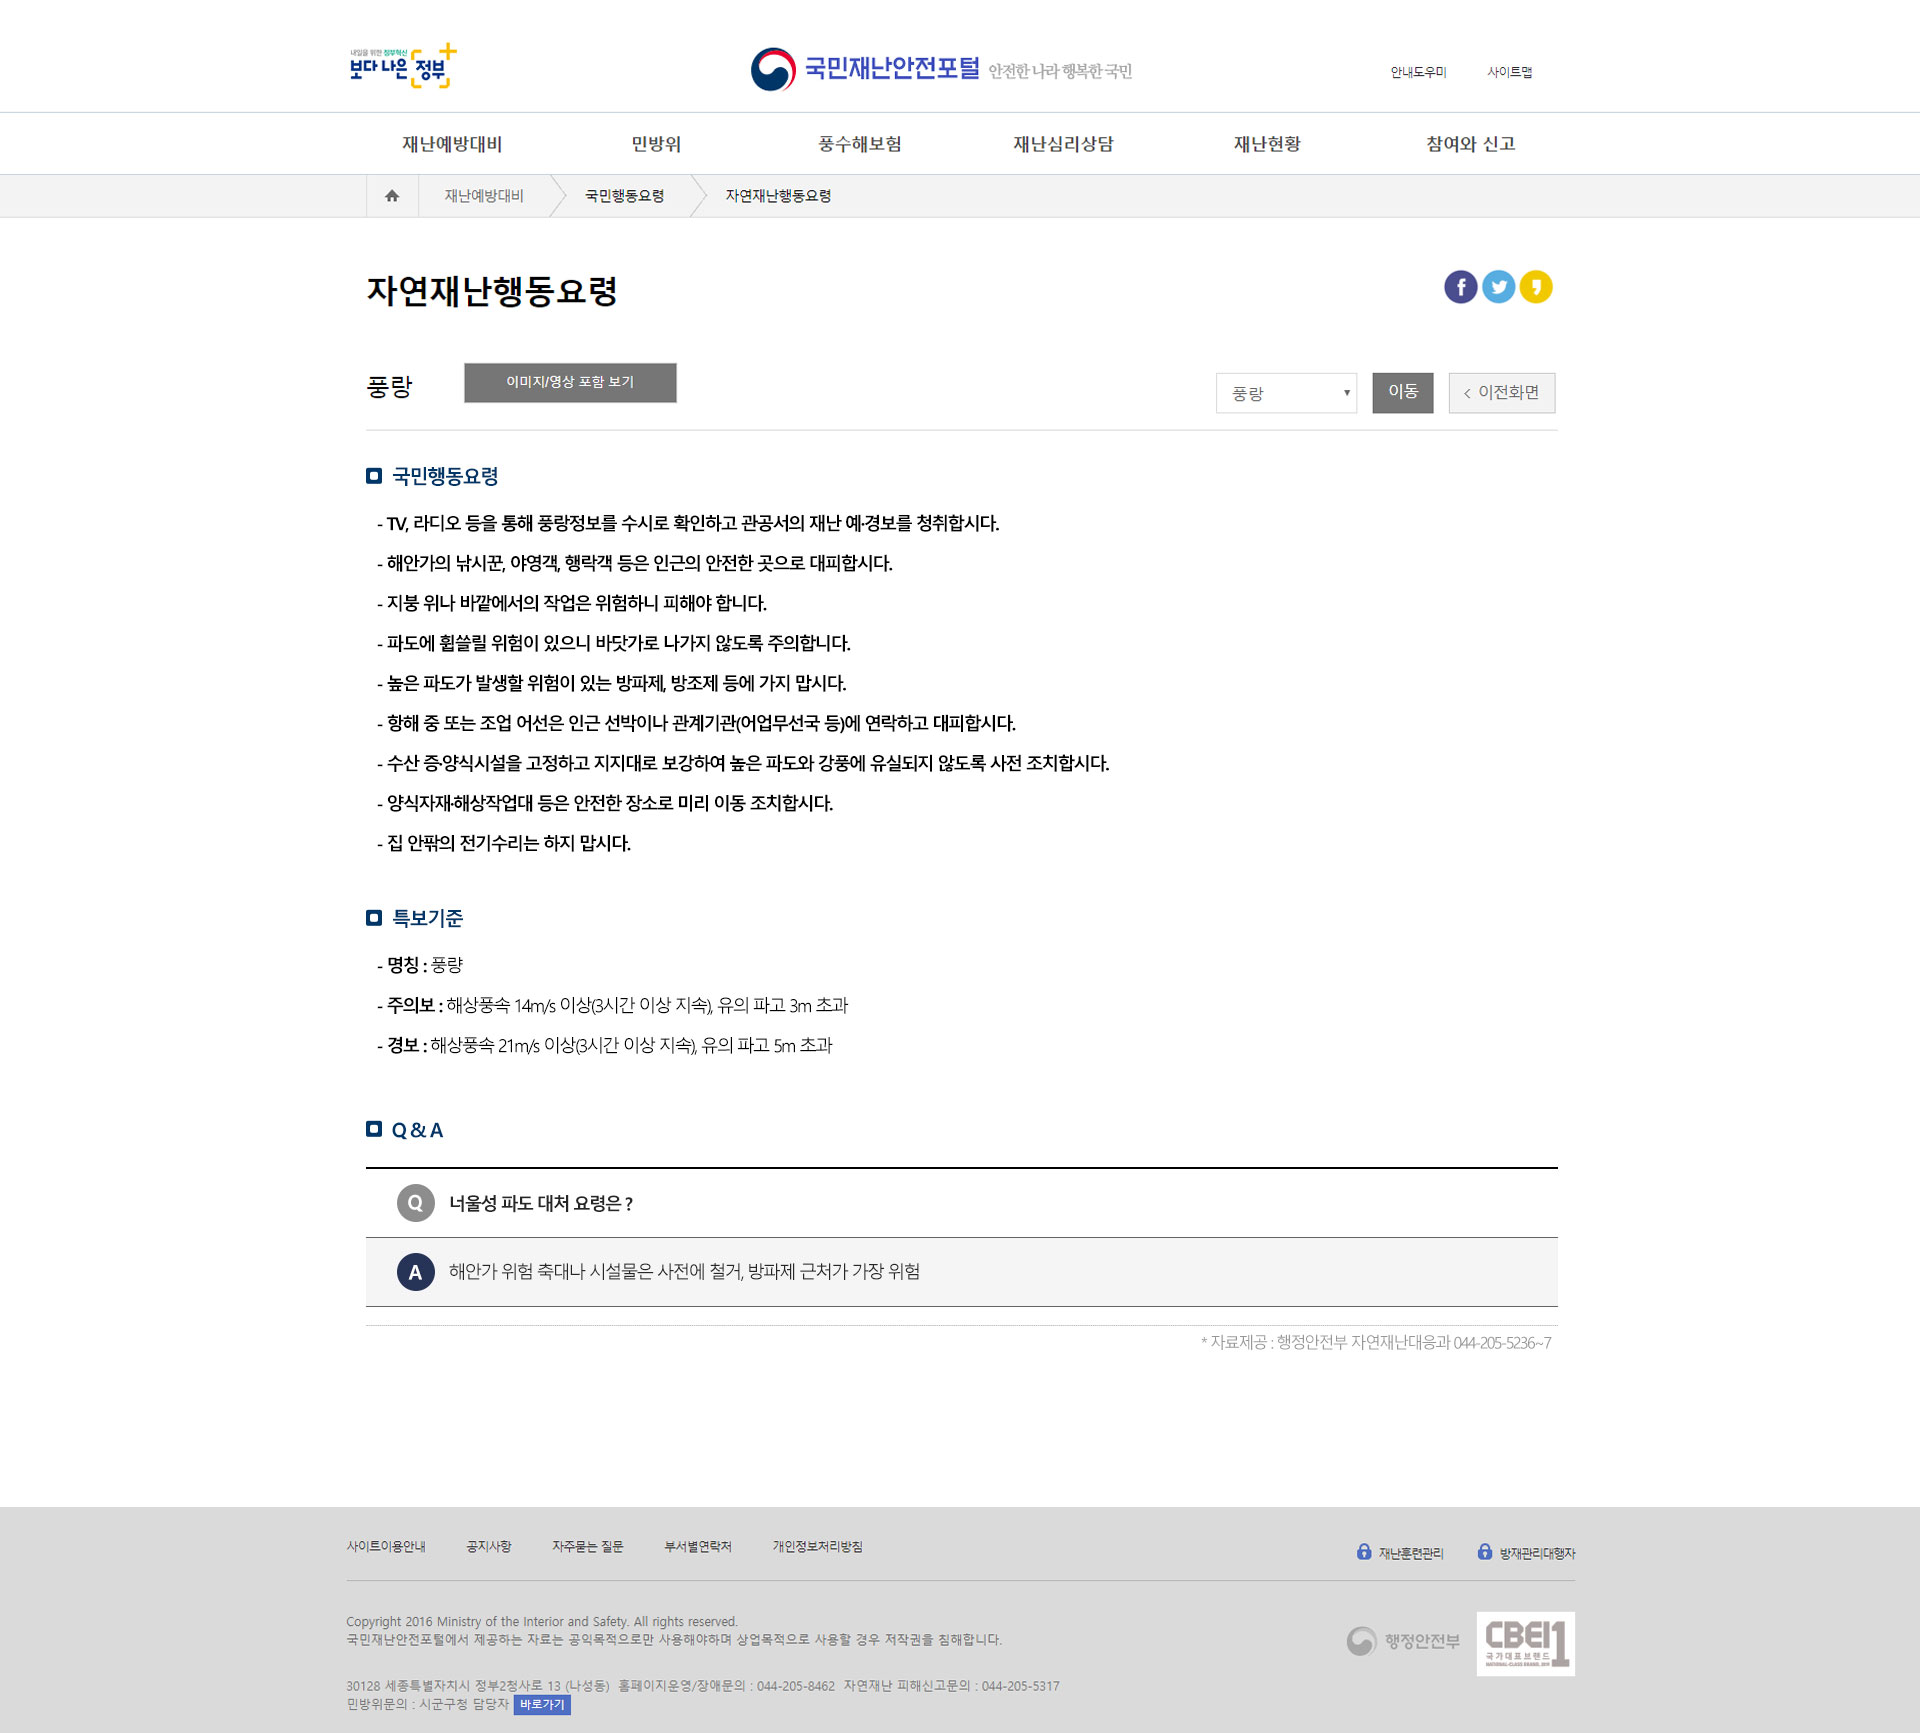 내일을 위한 정부혁신
보다 나은 정부
국민재난안전포털 안전한 나라 행복한 국민
안내도우미 사이트맵
재난예방대비 민방위 풍수해보험 재난심리상담 재난현황 참여와 신고
재난예방대비 국민행동요령 자연재난행동요령
자연재난행동요령
풍랑 이미지/영상 포함 보기
풍랑 이동 이전화면
국민행동요령
- TV, 라디오 등을 통해 풍랑정보를 수시로 확인하고 관공서의 재난 예·경보를 청취합시다.
- 해안가의 낚시꾼, 야영객, 행락객 등은 인근의 안전한 곳으로 대피합시다.
- 지붕 위나 바깥에서의 작업은 위험하니 피해야 합니다.
- 파도에 휩쓸릴 위험이 있으니 바닷가로 나가지 않도록 주의합니다.
- 높은 파도가 발생할 위험이 있는 방파제, 방조제 등에 가지 맙시다.
- 항해 중 또는 조업 어선은 인근 선박이나 관계기관(어업무선국 등)에 연락하고 대피합시다.
- 수산 증·양식시설을 고정하고 지지대로 보강하여 높은 파도와 강풍에 유실되지 않도록 사전 조치합시다.
- 양식자재·해상작업대 등은 안전한 장소로 미리 이동 조치합시다.
- 집 안팎의 전기수리는 하지 맙시다.
특보기준
- 명칭 : 풍량
- 주의보 : 해상풍속 14m/s 이상(3시간 이상 지속), 유의 파고 3m 초과
- 경보 : 해상풍속 21m/s 이상(3시간 이상 지속), 유의 파고 5m 초과
Q & A
Q 너울성 파도 대처 요령은 ?
A 해안가 위험 축대나 시설물은 사전에 철거, 방파제 근처가 가장 위험
* 자료제공 : 행정안전부 자연재난대응과 044-205-5236~7
사이트이용안내 공지사항 자주묻는 질문 부서별연락처 개인정보처리방침
재난훈련관리 방재관리대행자
Copyright 2016 Ministry of the Interior and Safety. All rights reserved.
국민재난안전포털에서 제공하는 자료는 공익목적으로만 사용해야하며 상업목적으로 사용할 경우 저작권을 침해합니다.
행정안전부
CBEI 1
국가대표브랜드
NATIONAL-CLASS BRAND, 2019
30128 세종특별자치시 정부2청사로 13 (나성동) 홈페이지운영/장애문의 : 044-205-8462 자연재난 피해신고문의 : 044-205-5317
민방위문의 : 시군구청 담당자 바로가기